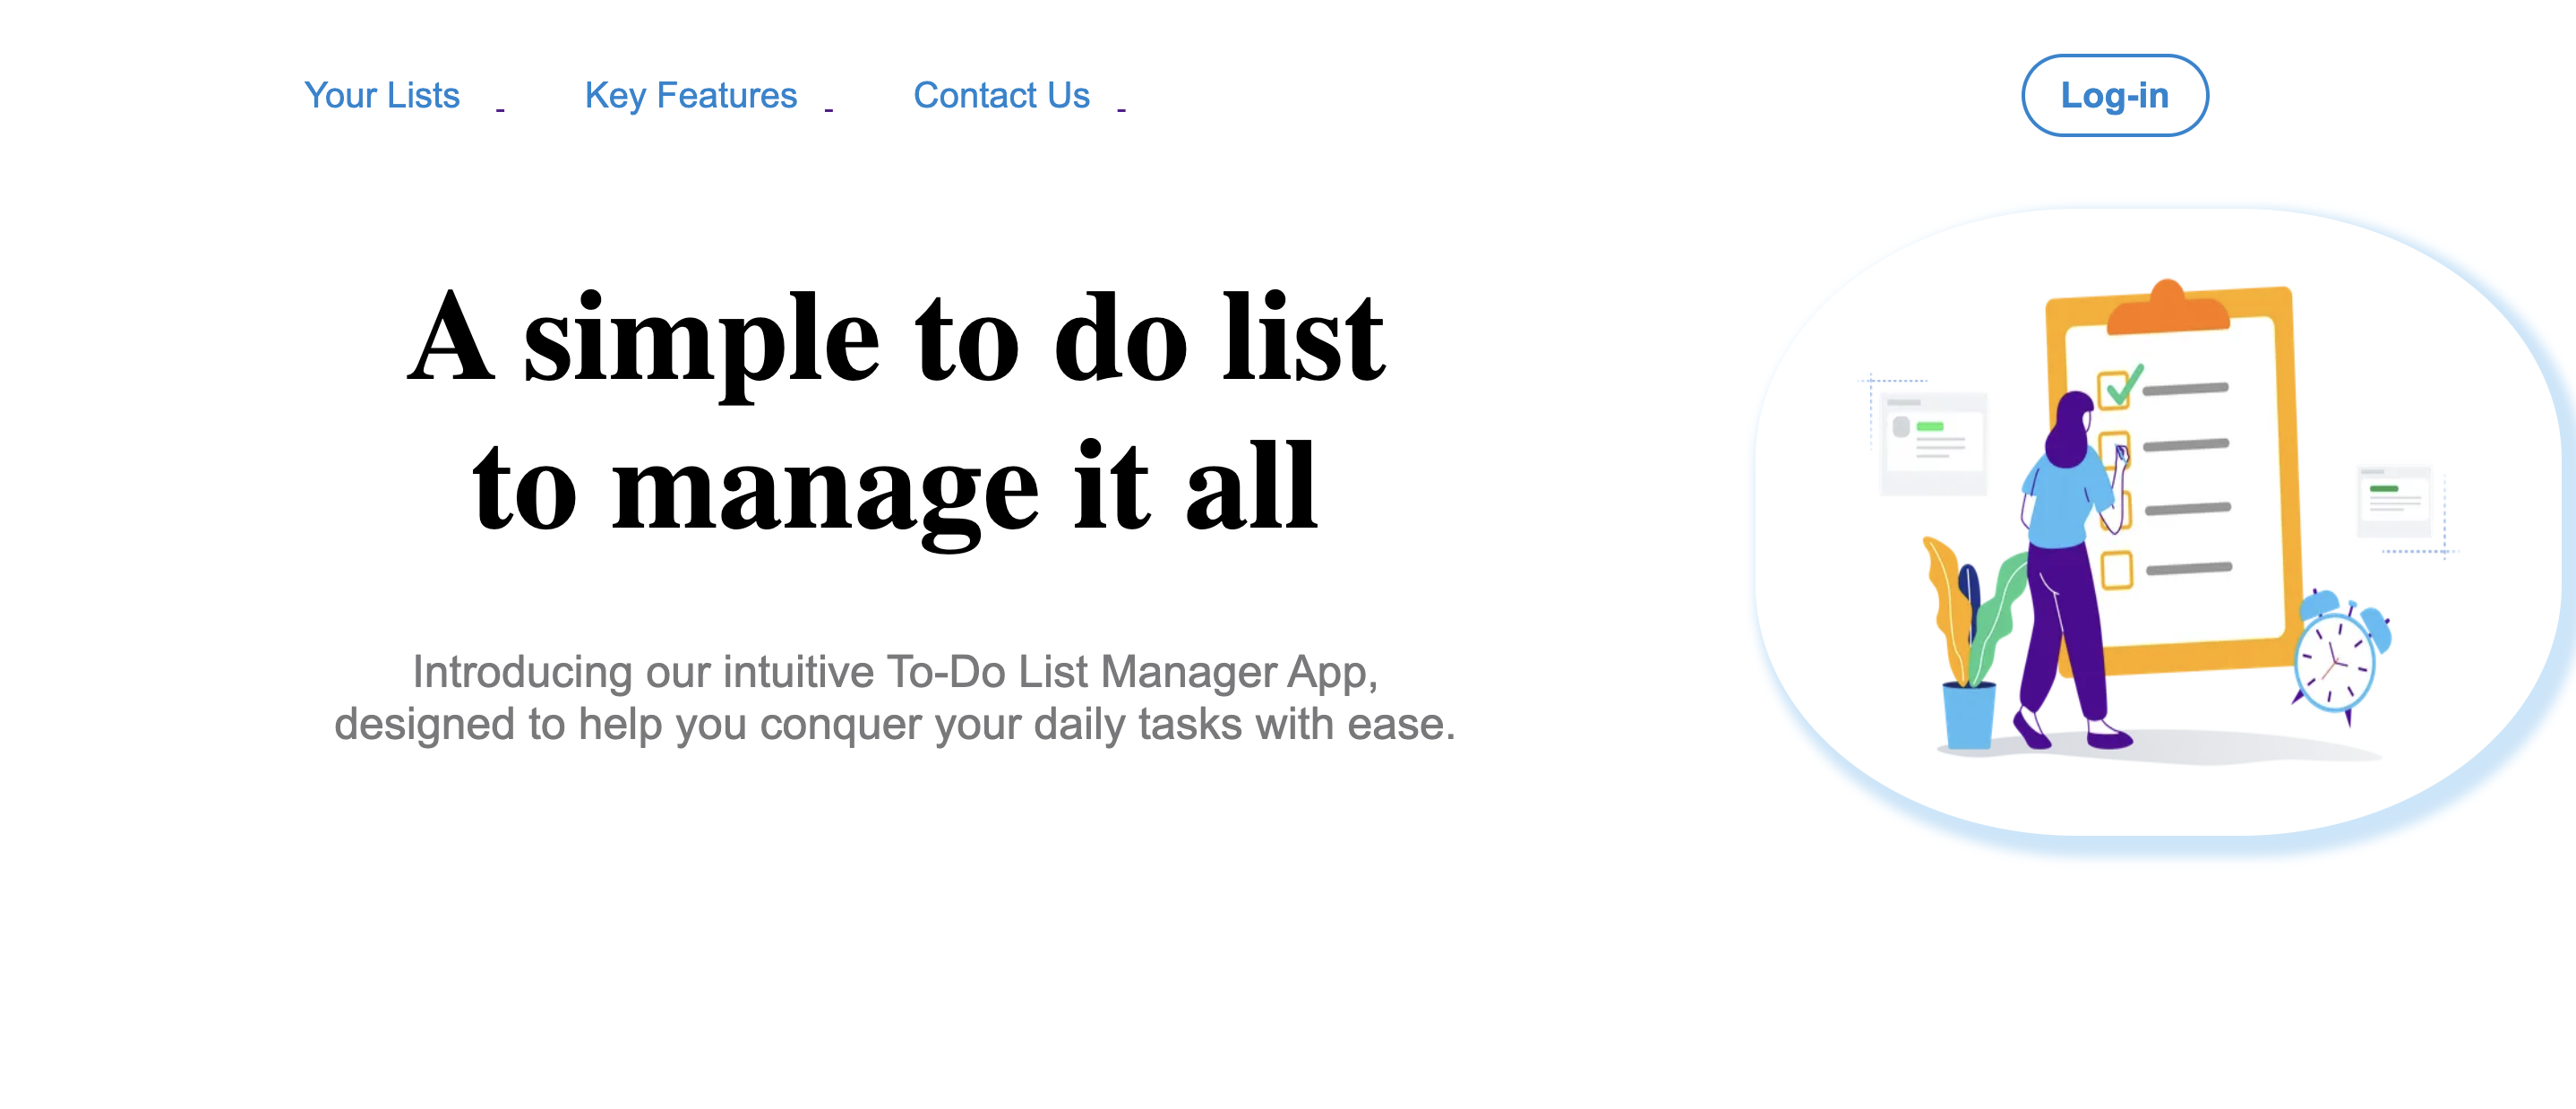 Your Lists Key Features Contact Us Log-in
A simple to do list
to manage it all
Introducing our intuitive To-Do List Manager App,
designed to help you conquer your daily tasks with ease.